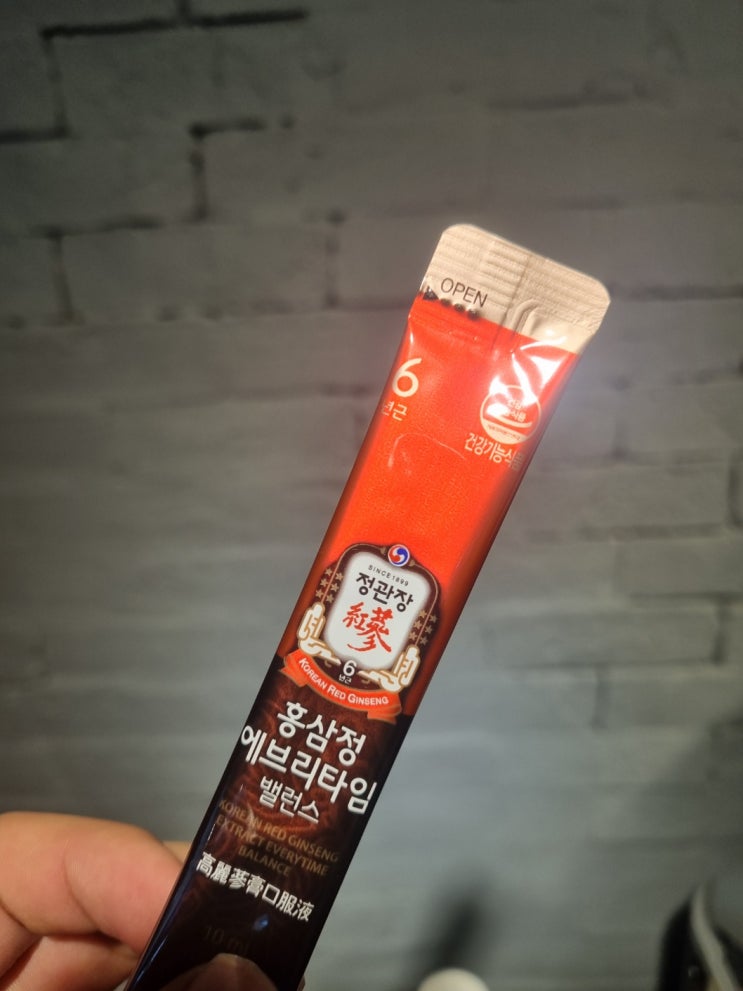 OPEN
6
년근
건강기능식품
SINCE 1899
정관장
紅蔘
6
년근
KOREAN RED GINSENG
홍삼정
에브리타임
밸런스
KOREAN RED GINSENG
EXTRACT EVERYTIME
BALANCE
高麗蔘膏口服液
10 ml